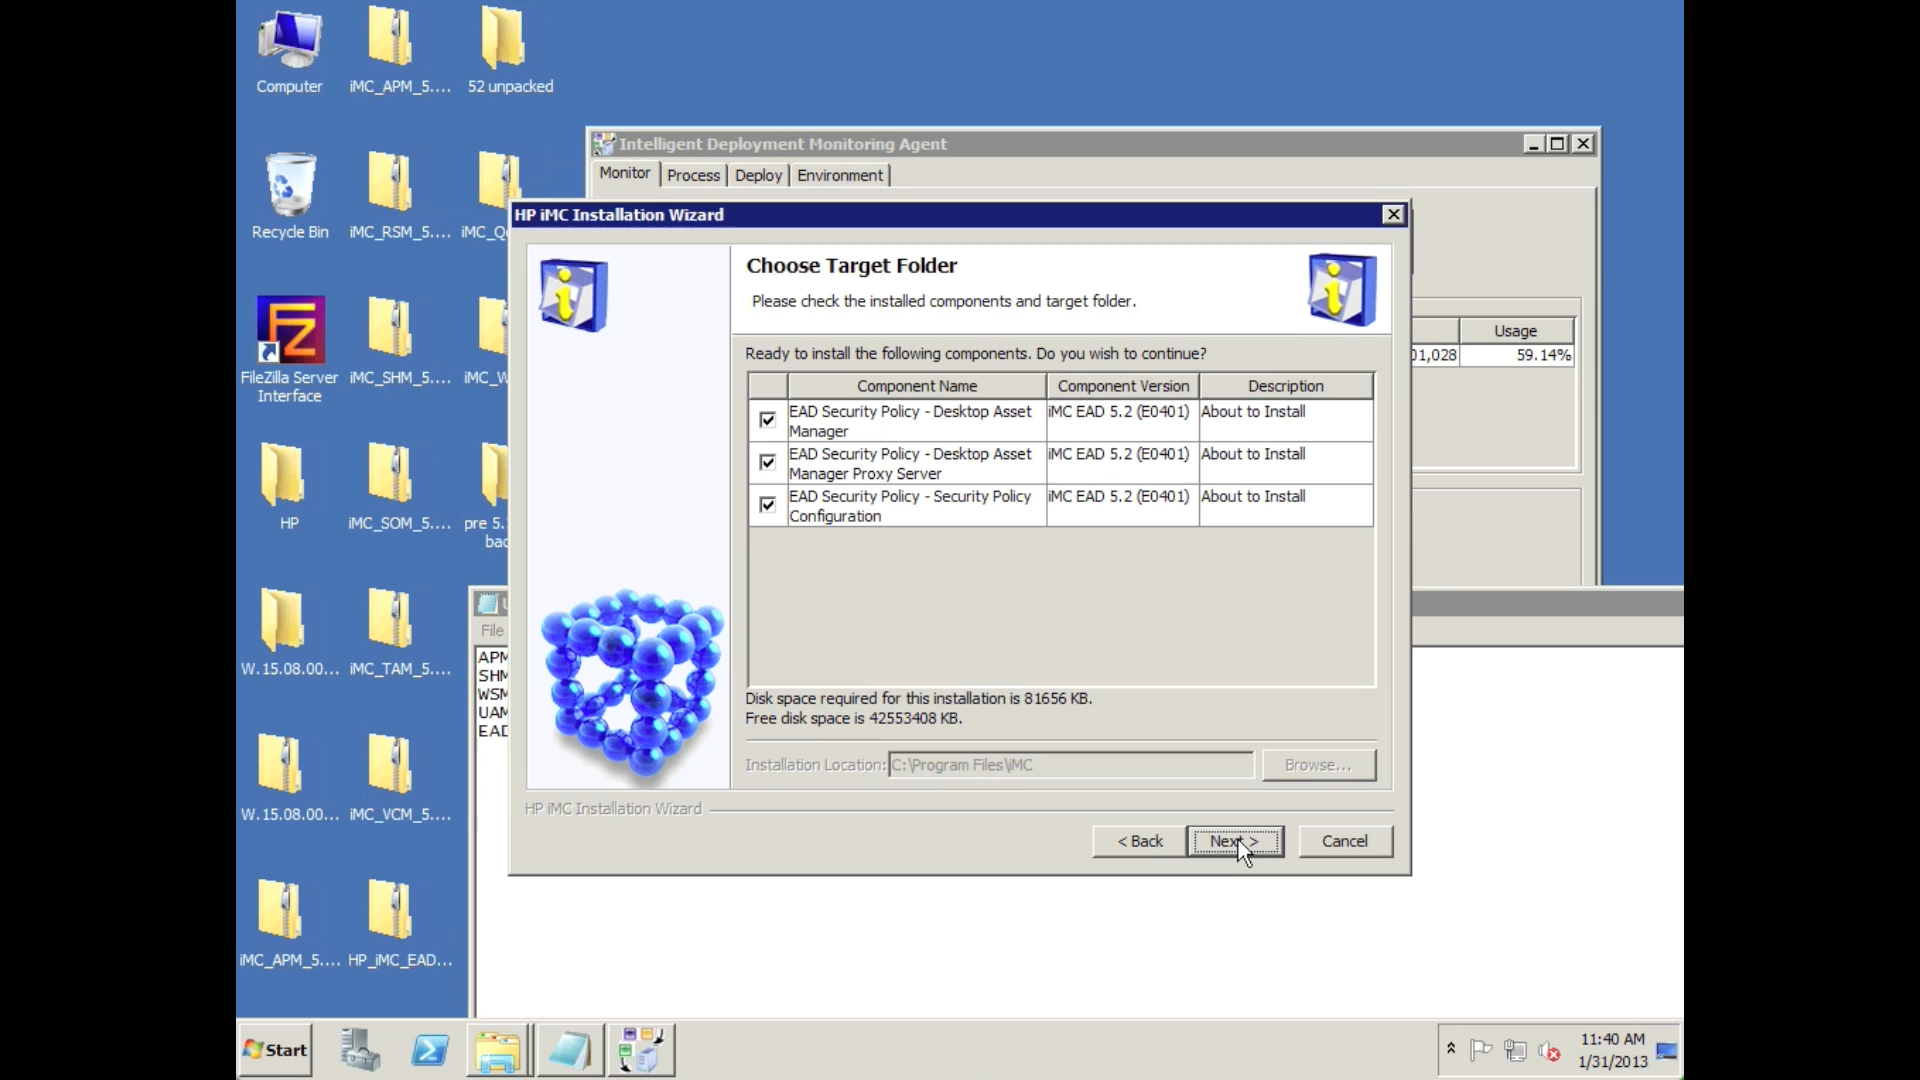 Computer
iMC_APM_5....
52 unpacked
Recycle Bin
iMC_RSM_5....
FileZilla Server
Interface
iMC_SHM_5....
HP
iMC_SOM_5....
pre 5.
W.15.08.00...
iMC_TAM_5....
W.15.08.00...
iMC_VCM_5....
iMC_APM_5....
HP_iMC_EAD...
Intelligent Deployment Monitoring Agent
Monitor
Process
Deploy
Environment
Usage
01,028
59.14%
HP iMC Installation Wizard
Choose Target Folder
Please check the installed components and target folder.
Ready to install the following components. Do you wish to continue?
Component Name
Component Version
Description
EAD Security Policy - Desktop Asset
Manager
iMC EAD 5.2 (E0401)
About to Install
EAD Security Policy - Desktop Asset
Manager Proxy Server
iMC EAD 5.2 (E0401)
About to Install
EAD Security Policy - Security Policy
Configuration
iMC EAD 5.2 (E0401)
About to Install
Disk space required for this installation is 81656 KB.
Free disk space is 42553408 KB.
Installation Location:
C:\Program Files\iMC
Browse...
HP iMC Installation Wizard
< Back
Next >
Cancel
File
APM
SHM
WSM
UAM
EAD
Start
11:40 AM
1/31/2013